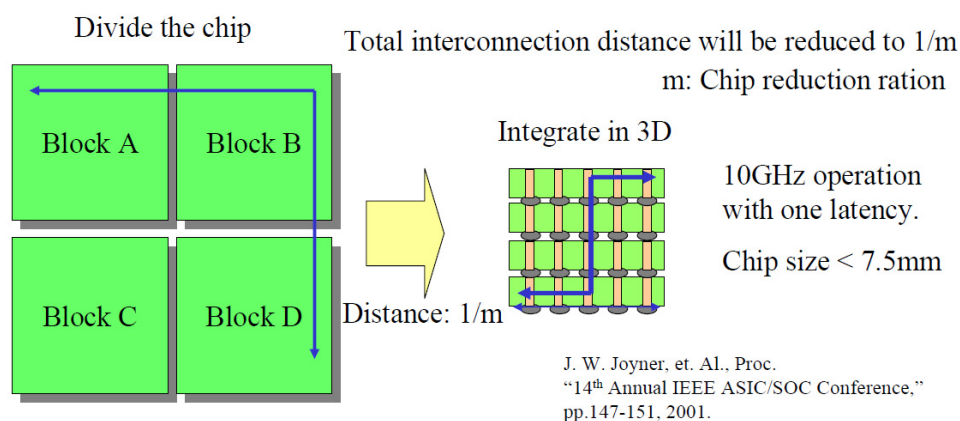 Divide the chip
Total interconnection distance will be reduced to 1/m
m: Chip reduction ration
Block A
Block B
Block C
Block D
Integrate in 3D
10GHz operation
with one latency.
Chip size < 7.5mm
Distance: 1/m
J. W. Joyner, et. Al., Proc.
“14th Annual IEEE ASIC/SOC Conference,”
pp.147-151, 2001.